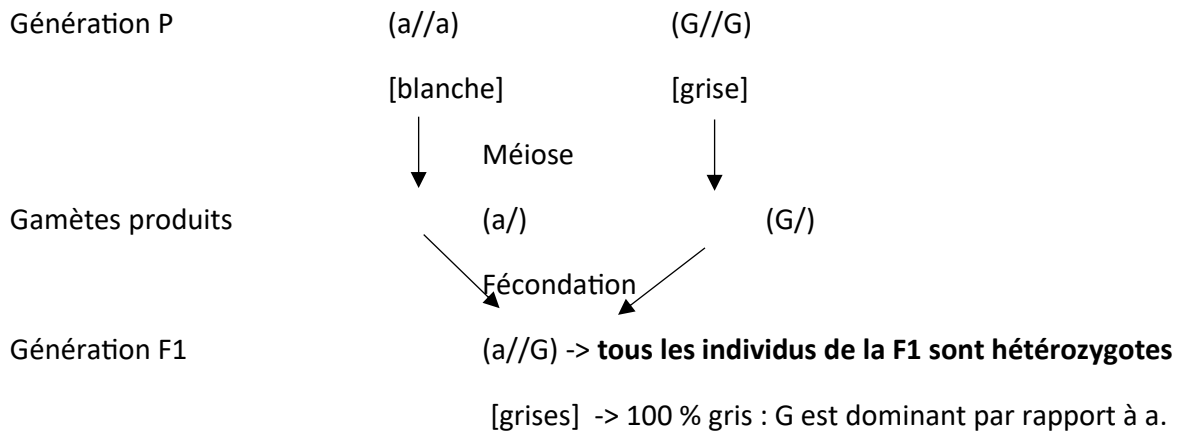 Génération P (a//a) (G//G)
[blanche] [grise]
Méiose
Gamètes produits (a/) (G/)
Fécondation
Génération F1 (a//G) -> tous les individus de la F1 sont hétérozygotes
[grises] -> 100 % gris : G est dominant par rapport à a.